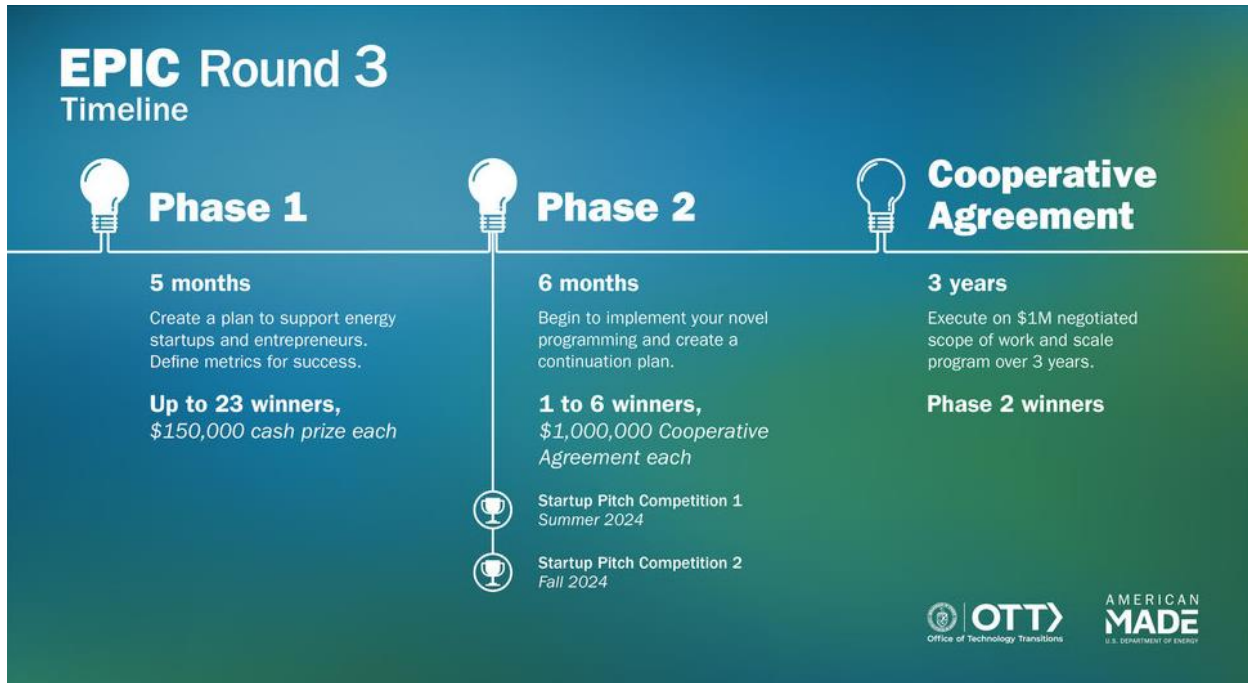 EPIC Round 3
Timeline
Phase 1
5 months
Create a plan to support energy
startups and entrepreneurs.
Define metrics for success.
Up to 23 winners,
$150,000 cash prize each
Phase 2
6 months
Begin to implement your novel
programming and create a
continuation plan.
1 to 6 winners,
$1,000,000 Cooperative
Agreement each
Startup Pitch Competition 1
Summer 2024
Startup Pitch Competition 2
Fall 2024
Cooperative
Agreement
3 years
Execute on $1M negotiated
scope of work and scale
program over 3 years.
Phase 2 winners
OTT
Office of Technology Transitions
AMERICAN
MADE
U.S. DEPARTMENT OF ENERGY